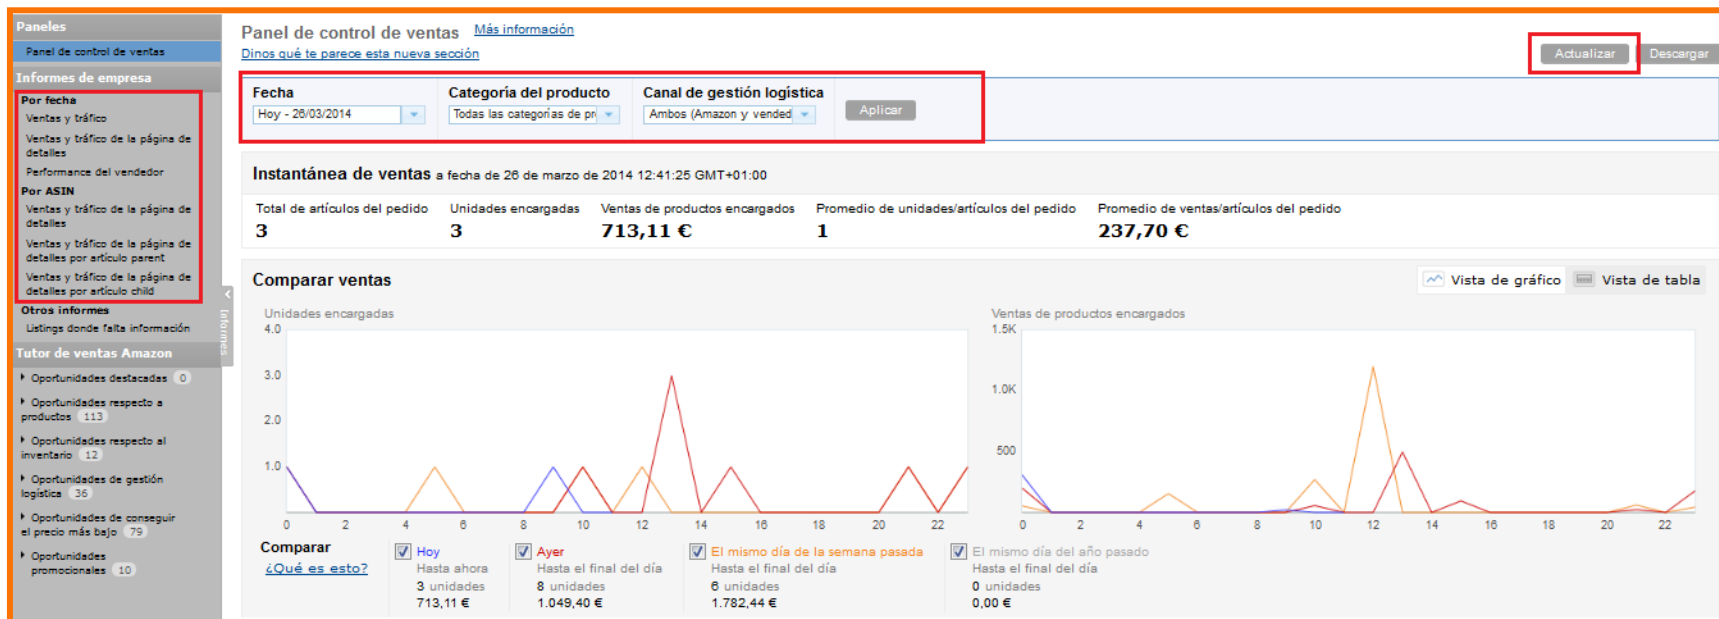 Paneles
Panel de control de ventas
Informes de empresa
Por fecha
Ventas y tráfico
Ventas y tráfico de la página de
detalles
Performance del vendedor
Por ASIN
Ventas y tráfico de la página de
detalles
Ventas y tráfico de la página de
detalles por artículo parent
Ventas y tráfico de la página de
detalles por artículo child
Otros informes
Listings donde falta información
Tutor de ventas Amazon
Oportunidades destacadas 0
Oportunidades respecto a
productos 113
Oportunidades respecto al
inventario 12
Oportunidades de gestión
logística 36
Oportunidades de conseguir
el precio más bajo 79
Oportunidades
promocionales 10
Informes
Panel de control de ventas Más información
Dinos qué te parece esta nueva sección
Actualizar Descargar
Fecha Categoría del producto Canal de gestión logística
Hoy - 26/03/2014 Todas las categorías de pr Ambos (Amazon y vended Aplicar
Instantánea de ventas a fecha de 26 de marzo de 2014 12:41:25 GMT+01:00
Total de artículos del pedido Unidades encargadas Ventas de productos encargados Promedio de unidades/artículos del pedido Promedio de ventas/artículos del pedido
3 3 713,11 € 1 237,70 €
Comparar ventas Vista de gráfico Vista de tabla
Unidades encargadas
4.0
3.0
2.0
1.0
0 2 4 6 8 10 12 14 16 18 20 22
Ventas de productos encargados
1.5K
1.0K
500
0 2 4 6 8 10 12 14 16 18 20 22
Comparar
¿Qué es esto?
Hoy
Hasta ahora
3 unidades
713,11 €
Ayer
Hasta el final del día
8 unidades
1.049,40 €
El mismo día de la semana pasada
Hasta el final del día
6 unidades
1.782,44 €
El mismo día del año pasado
Hasta el final del día
0 unidades
0,00 €